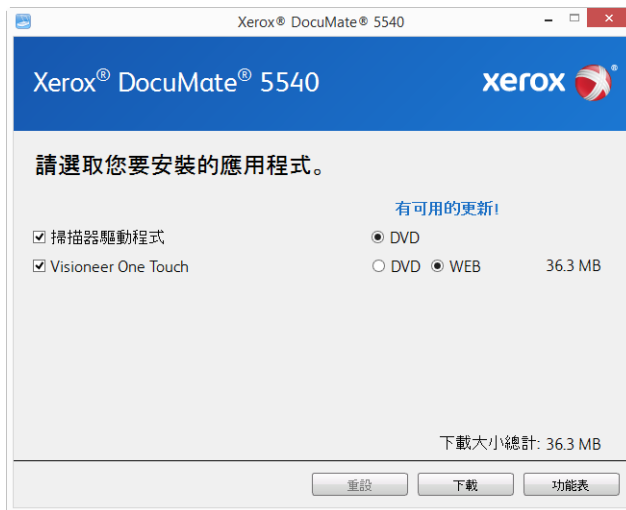 Xerox® DocuMate® 5540
Xerox® DocuMate® 5540
xerox®
請選取您要安裝的應用程式。
有可用的更新!
掃描器驅動程式 DVD
Visioneer One Touch DVD WEB 36.3 MB
下載大小總計: 36.3 MB
重設 下載 功能表